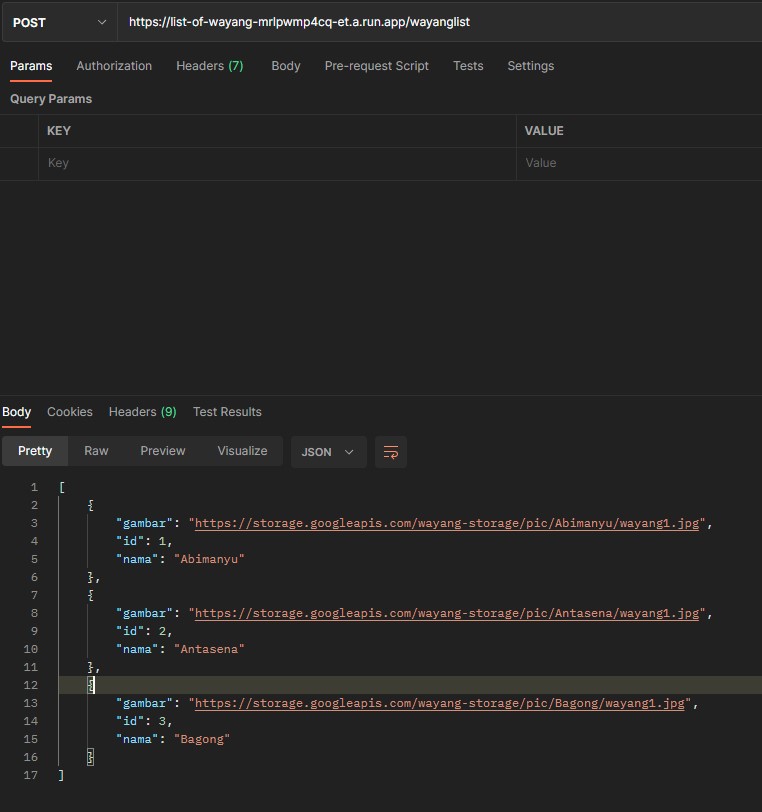 POST https://list-of-wayang-mrlpwmp4cq-et.a.run.app/wayanglist
Params Authorization Headers (7) Body Pre-request Script Tests Settings
Query Params
KEY VALUE
Key Value
Body Cookies Headers (9) Test Results
Pretty Raw Preview Visualize JSON
1 [
2 {
3 "gambar": "https://storage.googleapis.com/wayang-storage/pic/Abimanyu/wayang1.jpg",
4 "id": 1,
5 "nama": "Abimanyu"
6 },
7 {
8 "gambar": "https://storage.googleapis.com/wayang-storage/pic/Antasena/wayang1.jpg",
9 "id": 2,
10 "nama": "Antasena"
11 },
12 {
13 "gambar": "https://storage.googleapis.com/wayang-storage/pic/Bagong/wayang1.jpg",
14 "id": 3,
15 "nama": "Bagong"
16 }
17 ]